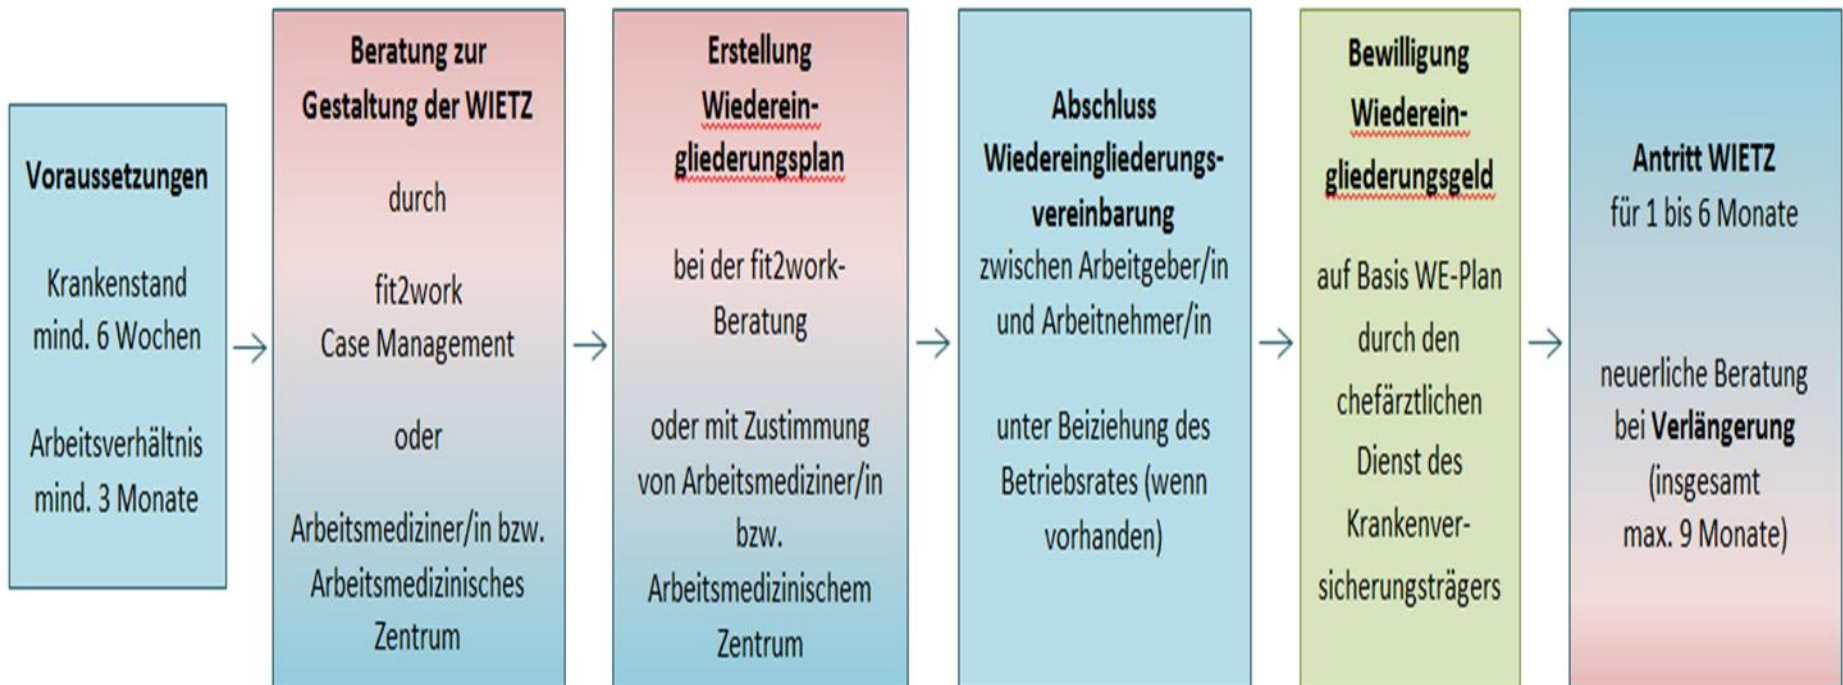 Voraussetzungen
Krankenstand
mind. 6 Wochen
Arbeitsverhältnis
mind. 3 Monate
Beratung zur
Gestaltung der WIETZ
durch
fit2work
Case Management
oder
Arbeitsmediziner/in bzw.
Arbeitsmedizinisches
Zentrum
Erstellung
Wiederein-
gliederungsplan
bei der fit2work-
Beratung
oder mit Zustimmung
von Arbeitsmediziner/in
bzw.
Arbeitsmedizinischem
Zentrum
Abschluss
Wiedereingliederungs-
vereinbarung
zwischen Arbeitgeber/in
und Arbeitnehmer/in
unter Beiziehung des
Betriebsrates (wenn
vorhanden)
Bewilligung
Wiederein-
gliederungsgeld
auf Basis WE-Plan
durch den
chefärztlichen
Dienst des
Krankenver-
sicherungsträgers
Antritt WIETZ
für 1 bis 6 Monate
neuerliche Beratung
bei Verlängerung
(insgesamt
max. 9 Monate)